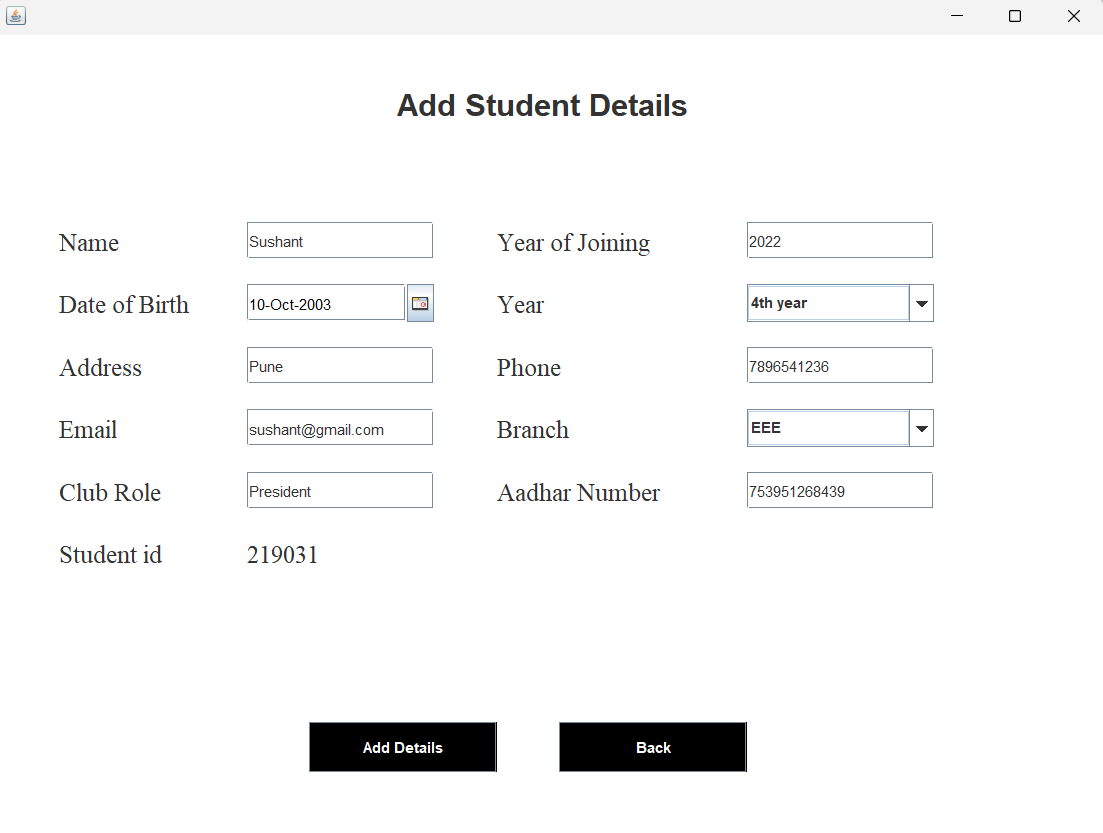 Add Student Details
Name Sushant Year of Joining 2022
Date of Birth 10-Oct-2003 Year 4th year
Address Pune Phone 7896541236
Email sushant@gmail.com Branch EEE
Club Role President Aadhar Number 753951268439
Student id 219031
Add Details Back